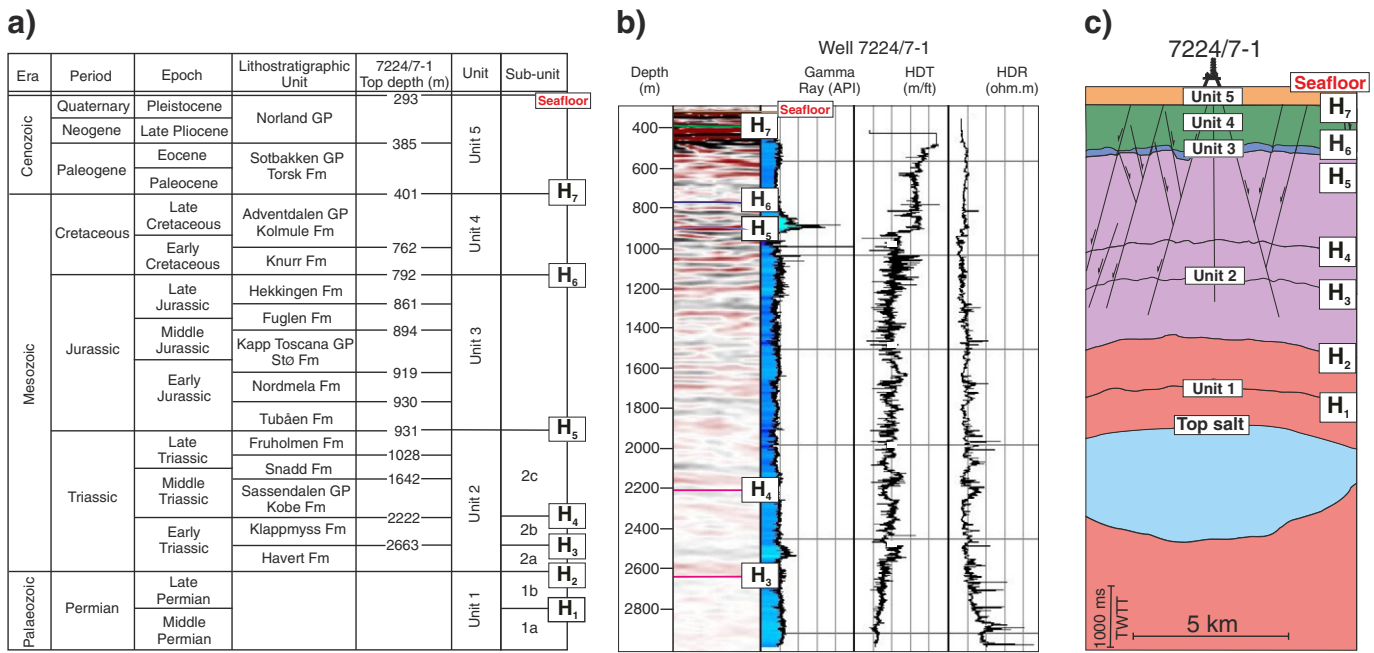 a)
Era
Period
Epoch
Lithostratigraphic
Unit
7224/7-1
Top depth (m)
Unit
Sub-unit
293
Seafloor
Cenozoic
Quaternary
Pleistocene
Norland GP
Neogene
Late Pliocene
385
Paleogene
Eocene
Sotbakken GP
Torsk Fm
Paleocene
Unit 5
401
H7
Mesozoic
Cretaceous
Late
Cretaceous
Adventdalen GP
Kolmule Fm
762
Early
Cretaceous
Knurr Fm
Unit 4
792
H6
Jurassic
Late
Jurassic
Hekkingen Fm
861
Fuglen Fm
Middle
Jurassic
894
Kapp Toscana GP
Stø Fm
919
Early
Jurassic
Nordmela Fm
930
Tubåen Fm
Unit 3
931
H5
Triassic
Late
Triassic
Fruholmen Fm
1028
Snadd Fm
Middle
Triassic
1642
Sassendalen GP
Kobe Fm
2c
2222
H4
Early
Triassic
Klappmyss Fm
2b
2663
H3
Havert Fm
2a
Unit 2
H2
Palaeozoic
Permian
Late
Permian
1b
H1
Middle
Permian
1a
Unit 1
b)
Well 7224/7-1
Depth
(m)
Gamma
Ray (API)
HDT
(m/ft)
HDR
(ohm.m)
Seafloor
400
H7
600
800
H6
H5
1000
1200
1400
1600
1800
2000
2200
H4
2400
2600
H3
2800
c)
7224/7-1
Seafloor
Unit 5
H7
Unit 4
Unit 3
H6
H5
H4
Unit 2
H3
H2
Unit 1
H1
Top salt
1000 ms
TWTT
5 km